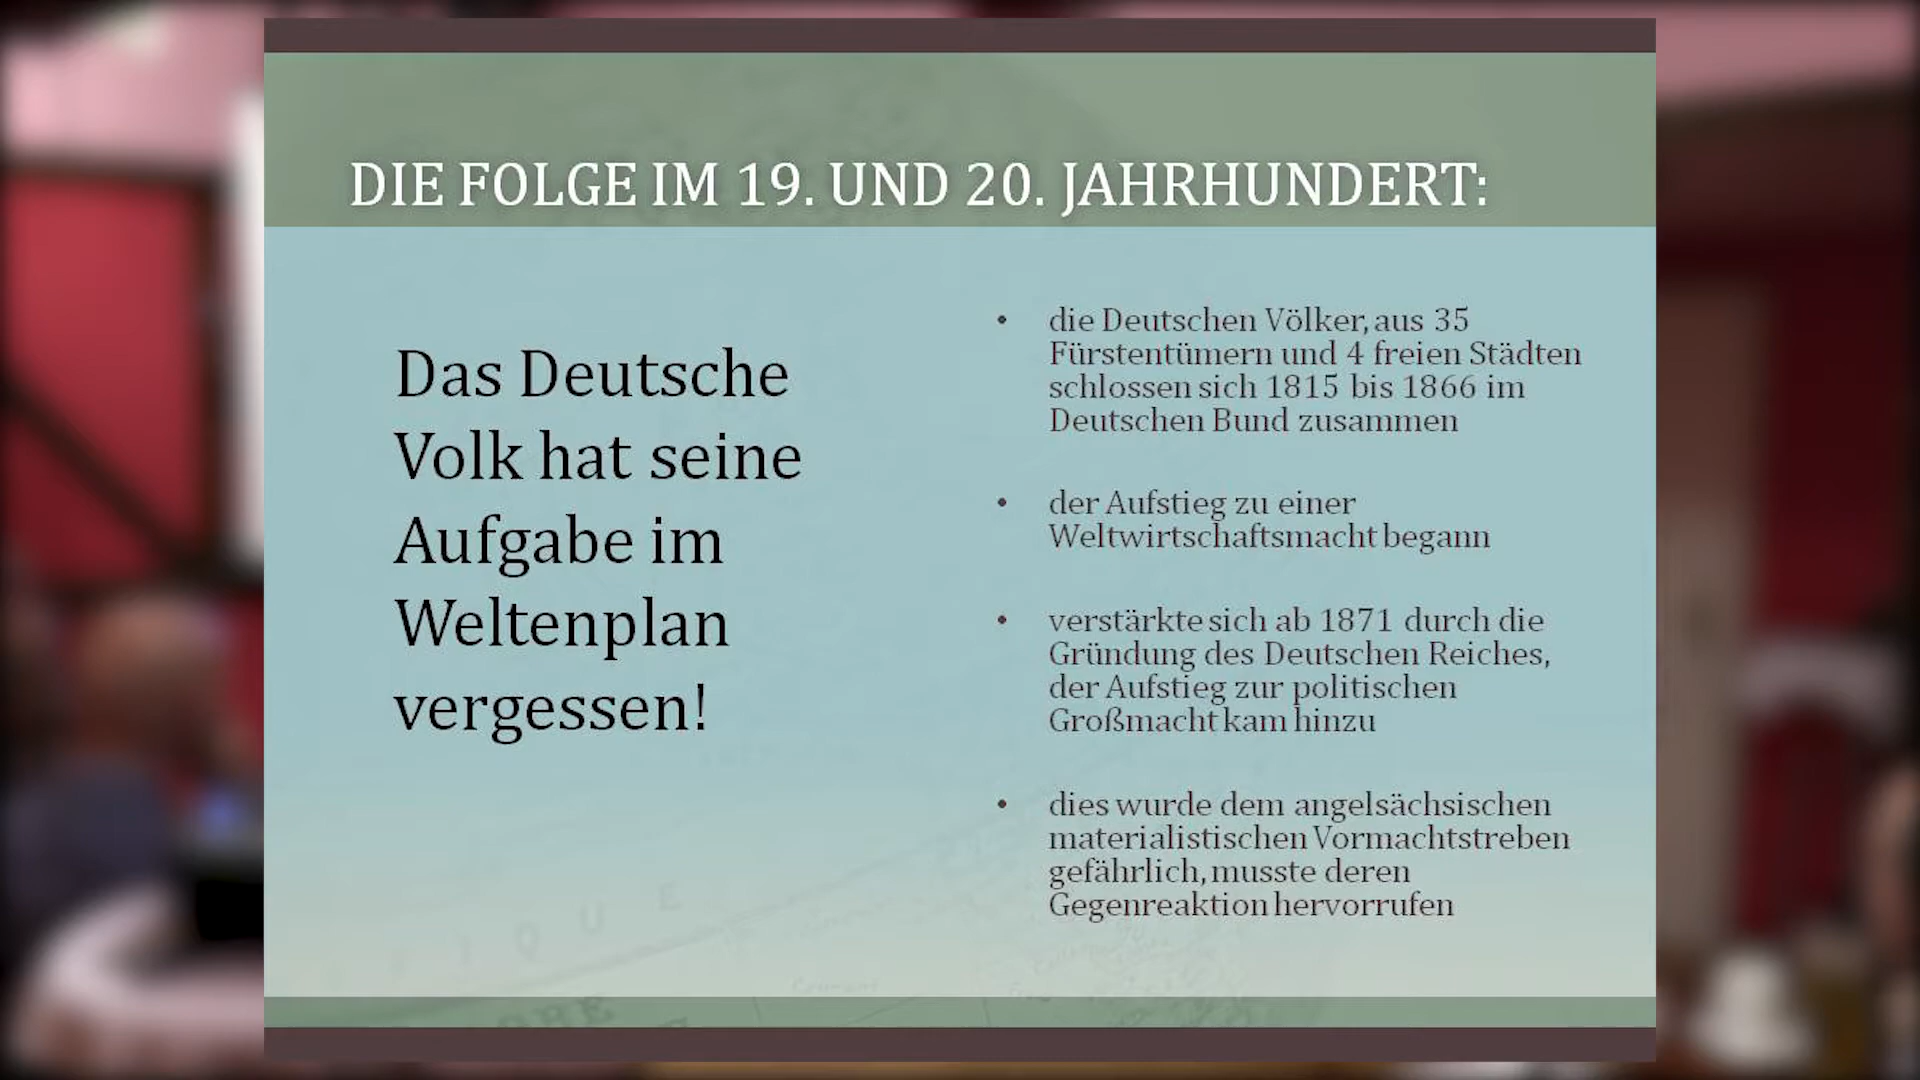 DIE FOLGE IM 19. UND 20. JAHRHUNDERT:
Das Deutsche
Volk hat seine
Aufgabe im
Weltenplan
vergessen!
• die Deutschen Völker, aus 35
Fürstentümern und 4 freien Städten
schlossen sich 1815 bis 1866 im
Deutschen Bund zusammen
• der Aufstieg zu einer
Weltwirtschaftsmacht begann
• verstärkte sich ab 1871 durch die
Gründung des Deutschen Reiches,
der Aufstieg zur politischen
Großmacht kam hinzu
• dies wurde dem angelsächsischen
materialistischen Vormachtstreben
gefährlich, musste deren
Gegenreaktion hervorrufen